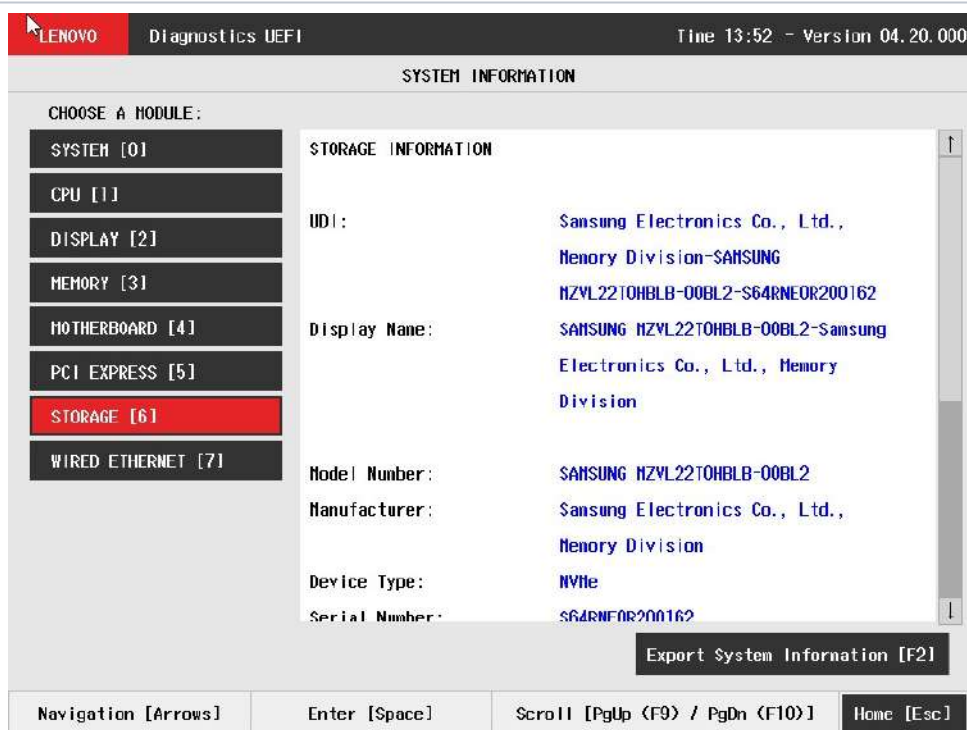 LENOVO Diagnostics UEFI Time 13:52 - Version 04.20.000
SYSTEM INFORMATION
CHOOSE A MODULE:
SYSTEM [0]
CPU [1]
DISPLAY [2]
MEMORY [3]
MOTHERBOARD [4]
PCI EXPRESS [5]
STORAGE [6]
WIRED ETHERNET [7]
STORAGE INFORMATION
UDI: Samsung Electronics Co., Ltd.,
Memory Division-SAMSUNG
MZVL22T0HBLB-00BL2-S64RNE0R200162
Display Name: SAMSUNG MZVL22T0HBLB-00BL2-Samsung
Electronics Co., Ltd., Memory
Division
Model Number: SAMSUNG MZVL22T0HBLB-00BL2
Manufacturer: Samsung Electronics Co., Ltd.,
Memory Division
Device Type: NVMe
Serial Number: S64RNE0R200162
Export System Information [F2]
Navigation [Arrows] Enter [Space] Scroll [PgUp (F9) / PgDn (F10)] Home [Esc]